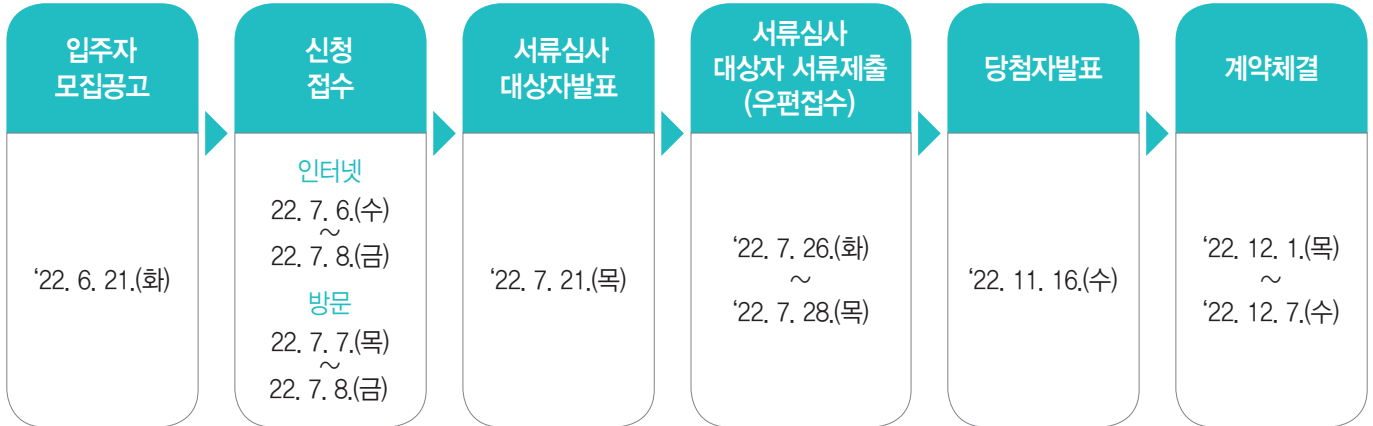 입주자
모집공고
신청
접수
서류심사
대상자발표
서류심사
대상자 서류제출
(우편접수)
당첨자발표
계약체결
‘22. 6. 21.(화)
인터넷
22. 7. 6.(수)
~
22. 7. 8.(금)
방문
22. 7. 7.(목)
~
22. 7. 8.(금)
‘22. 7. 21.(목)
‘22. 7. 26.(화)
~
‘22. 7. 28.(목)
‘22. 11. 16.(수)
‘22. 12. 1.(목)
~
‘22. 12. 7.(수)